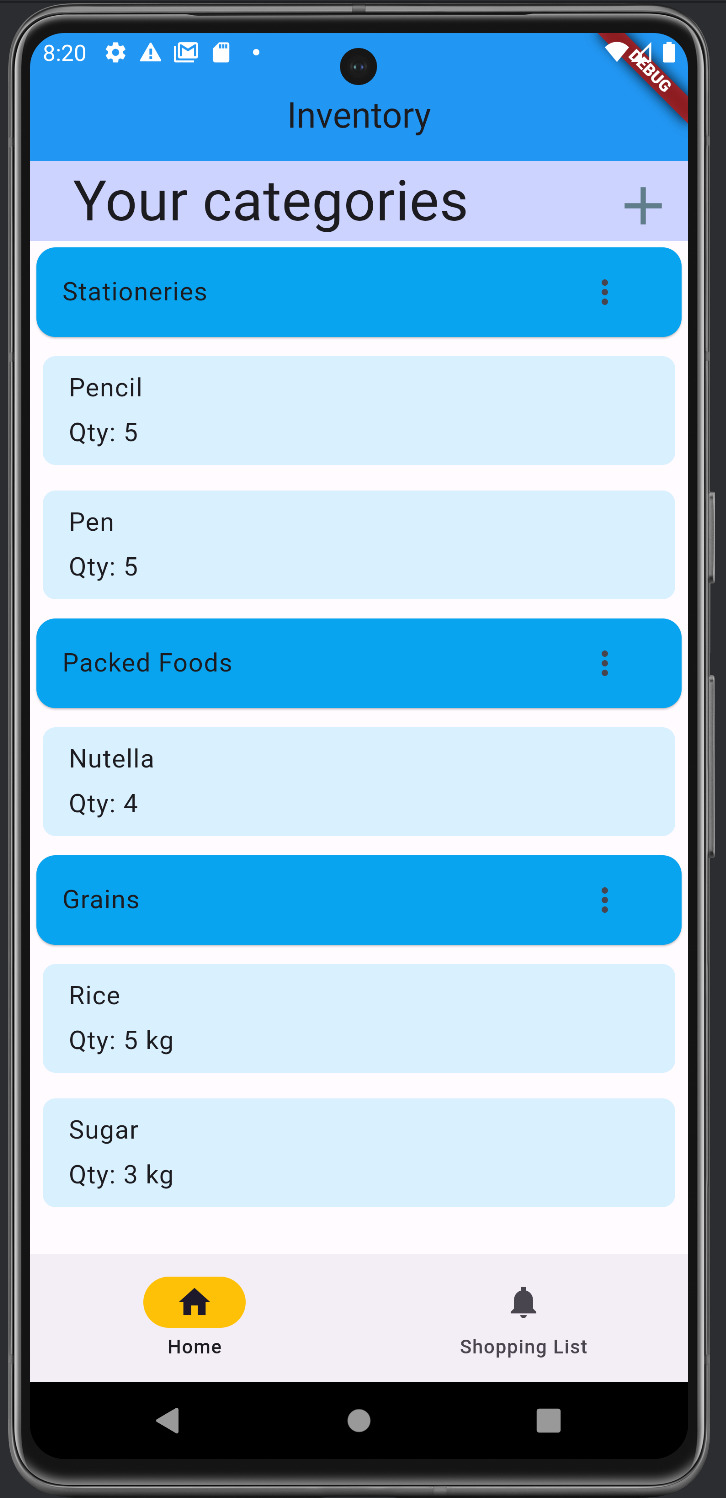 8:20
DEBUG
Inventory
Your categories
Stationeries
Pencil
Qty: 5
Pen
Qty: 5
Packed Foods
Nutella
Qty: 4
Grains
Rice
Qty: 5 kg
Sugar
Qty: 3 kg
Home
Shopping List